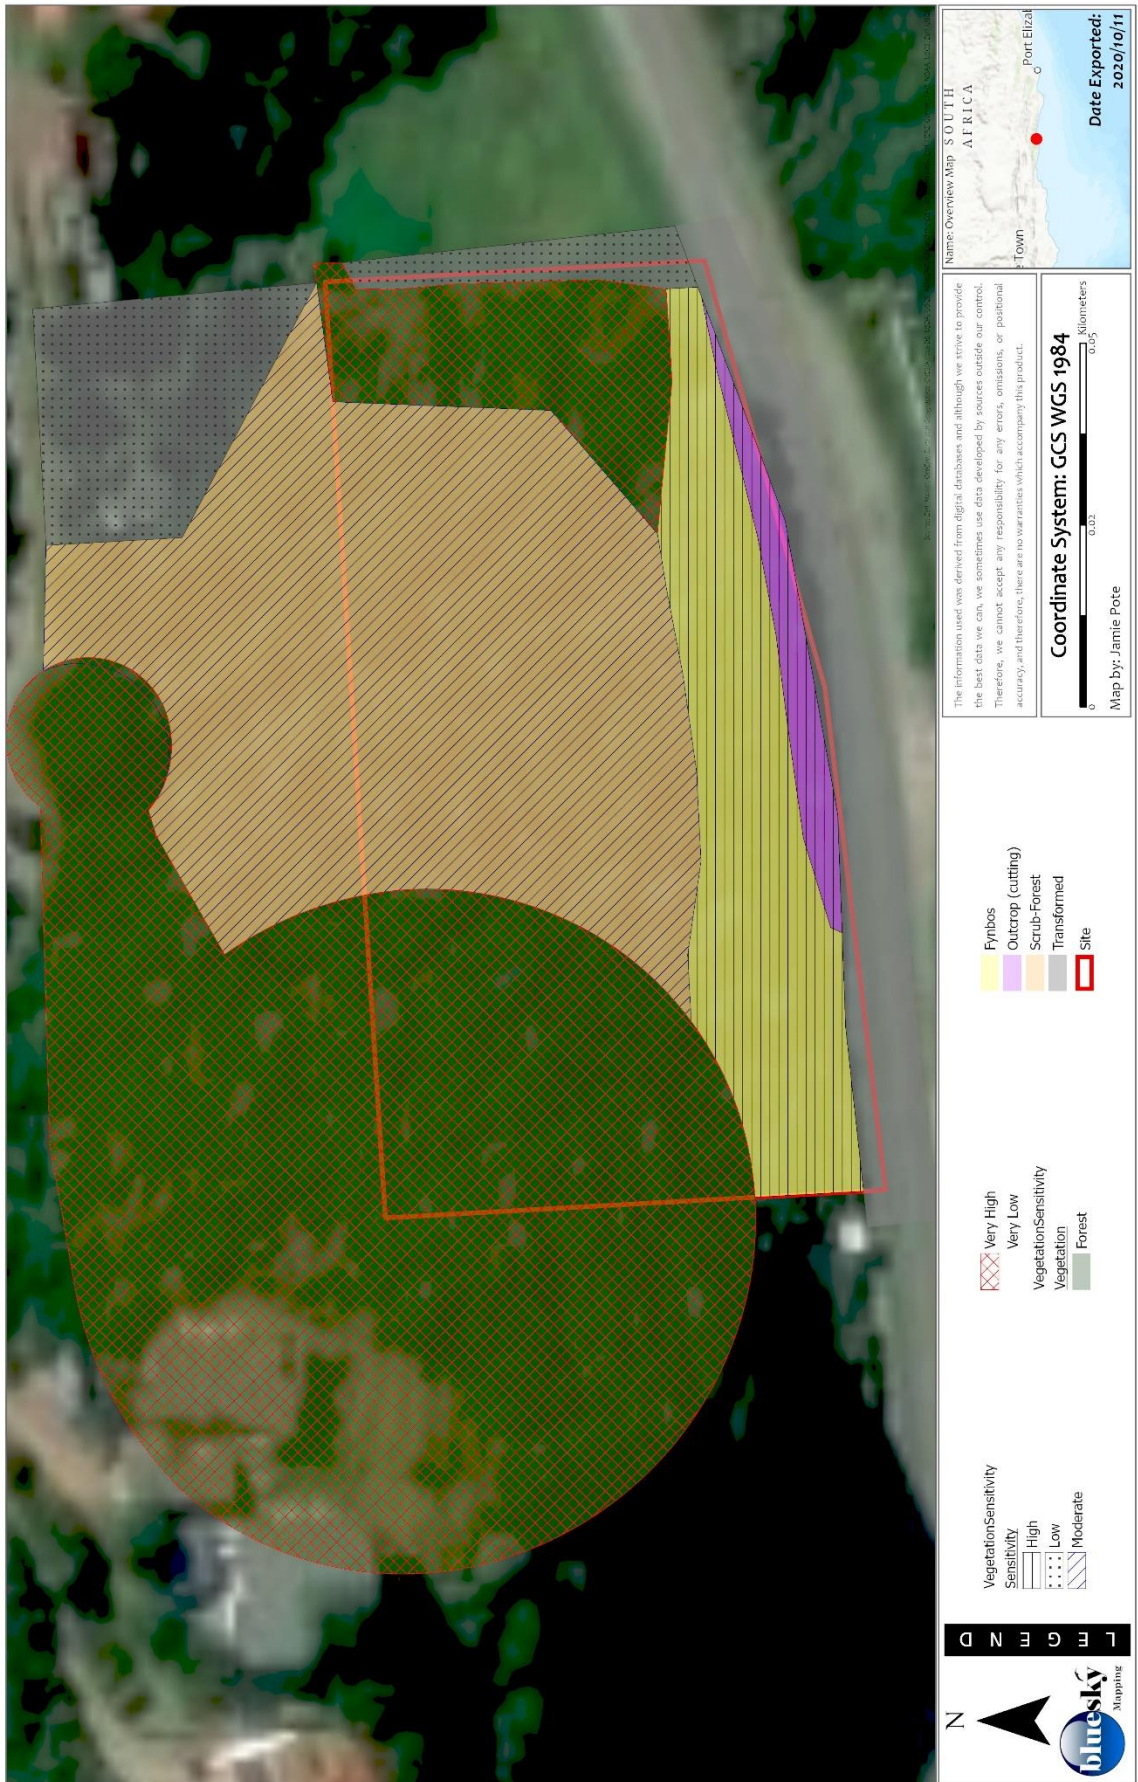 N
bluesky
Mapping
LEGEND
VegetationSensitivity
Sensitivity
High
Low
Moderate
Very High
Very Low
VegetationSensitivity
Vegetation
Forest
Fynbos
Outcrop (cutting)
Scrub-Forest
Transformed
Site
The information used was derived from digital databases and although we strive to provide
the best data we can, we sometimes use data developed by sources outside our control.
Therefore, we cannot accept any responsibility for any errors, omissions, or positional
accuracy, and therefore, there are no warranties which accompany this product.
Coordinate System: GCS WGS 1984
0
0.02
0.05
Kilometers
Map by: Jamie Pote
Name: Overview Map
SOUTH
AFRICA
Port Elizal
Town
Date Exported:
2020/10/11